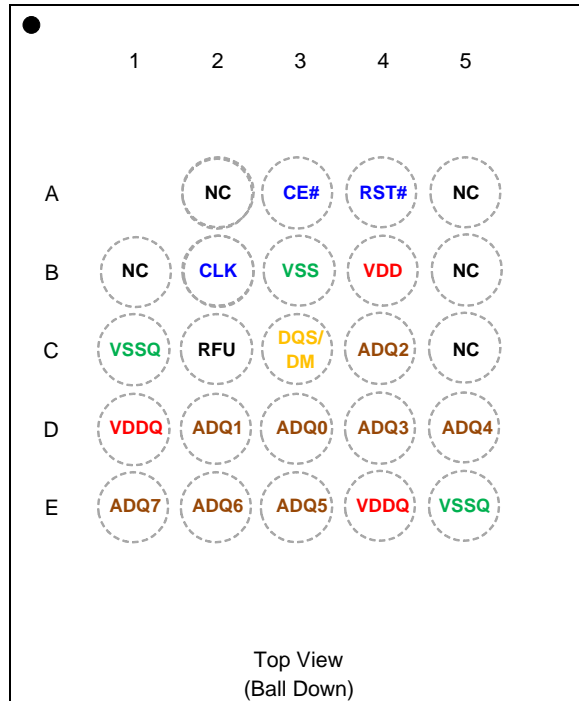 1 2 3 4 5
A NC CE# RST# NC
B NC CLK VSS VDD NC
C VSSQ RFU DQS/
DM ADQ2 NC
D VDDQ ADQ1 ADQ0 ADQ3 ADQ4
E ADQ7 ADQ6 ADQ5 VDDQ VSSQ
Top View
(Ball Down)